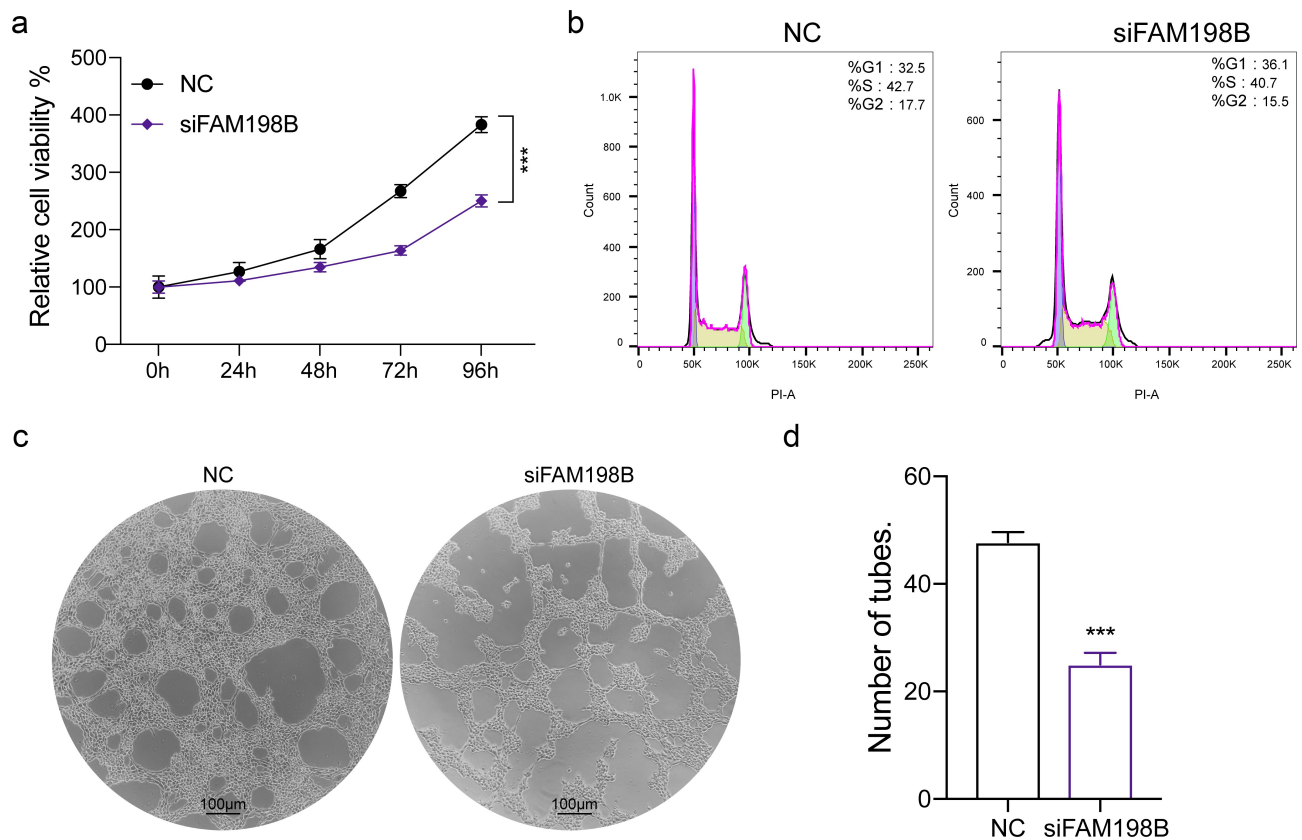 a
500
400
300
200
100
0
Relative cell viability %
NC
siFAM198B
***
0h 24h 48h 72h 96h
b
NC
%G1 : 32.5
%S : 42.7
%G2 : 17.7
1.0K
800
600
400
200
0
Count
0 50K 100K 150K 200K 250K
PI-A
siFAM198B
%G1 : 36.1
%S : 40.7
%G2 : 15.5
600
400
200
0
Count
0 50K 100K 150K 200K 250K
PI-A
c
NC
100μm
siFAM198B
100μm
d
60
40
20
0
Number of tubes.
***
NC siFAM198B